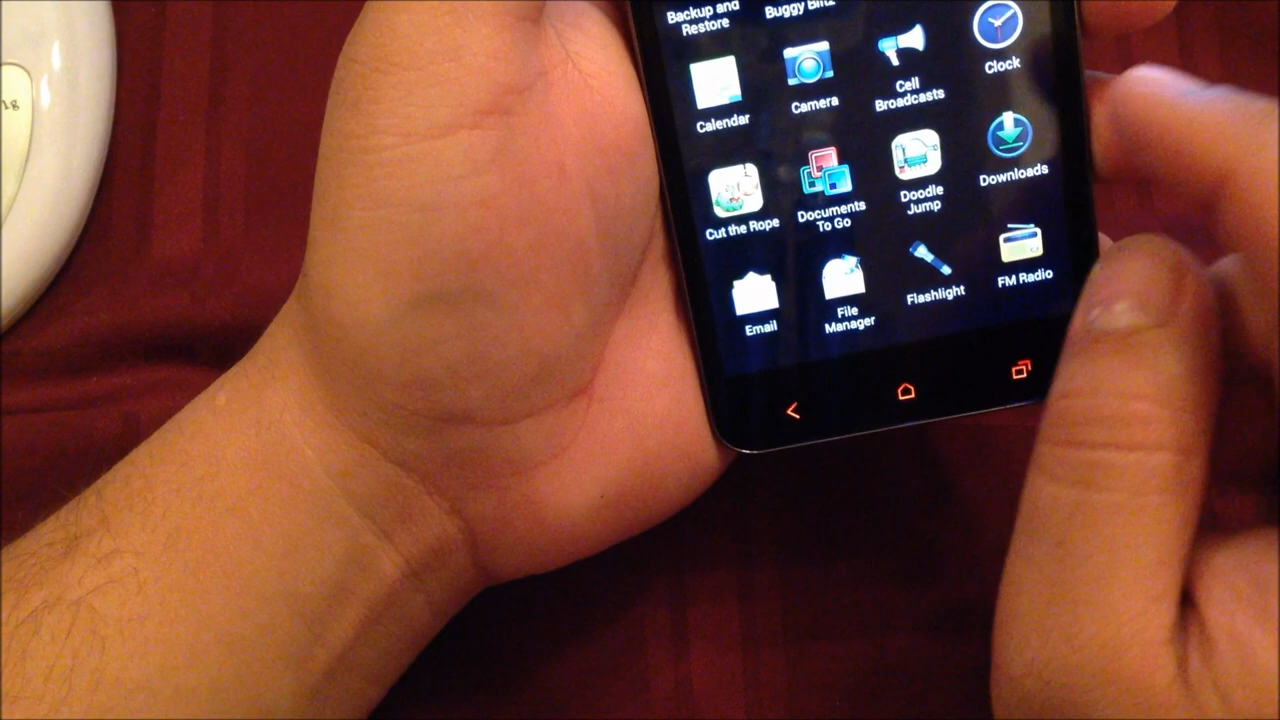 Backup and
Restore
Buggy Blitz
Clock
Calendar
Camera
Cell
Broadcasts
Cut the Rope
Documents
To Go
Doodle
Jump
Downloads
Email
File
Manager
Flashlight
FM Radio